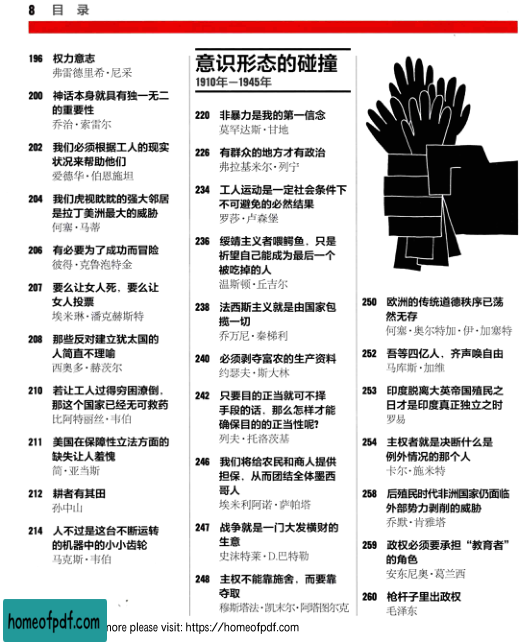 8 目 录
196 权力意志
弗雷德里希·尼采
200 神话本身就具有独一无二
的重要性
乔治·索雷尔
202 我们必须根据工人的现实
状况来帮助他们
爱德华·伯恩施坦
204 我们虎视眈眈的强大邻居
是拉丁美洲最大的威胁
何塞·马蒂
206 有必要为了成功而冒险
彼得·克鲁泡特金
207 要么让女人死，要么让
女人投票
埃米琳·潘克赫斯特
208 那些反对建立犹太国的
人简直不理喻
西奥多·赫茨尔
210 若让工人过得穷困潦倒，
那这个国家已经无可救药
比阿特丽丝·韦伯
211 美国在保障性立法方面的
缺失让人羞愧
简·亚当斯
212 耕者有其田
孙中山
214 人不过是这台不断运转
的机器中的小小齿轮
马克斯·韦伯
意识形态的碰撞
1910年—1945年
220 非暴力是我的第一信念
莫罕达斯·甘地
226 有群众的地方才有政治
弗拉基米尔·列宁
234 工人运动是一定社会条件下
不可避免的必然结果
罗莎·卢森堡
236 绥靖主义者喂鳄鱼，只是
祈望自己能成为最后一个
被吃掉的人
温斯顿·丘吉尔
238 法西斯主义就是由国家包
揽一切
乔万尼·秦梯利
240 必须剥夺富农的生产资料
约瑟夫·斯大林
242 只要目的正当就可不择
手段的话，那么怎样才能
确保目的的正当性呢?
列夫·托洛茨基
246 我们将给农民和商人提供
担保，从而团结全体墨西
哥人
埃米利阿诺·萨帕塔
247 战争就是一门大发横财的
生意
史沫特莱·D.巴特勒
248 主权不能靠施舍，而要靠
夺取
穆斯塔法·凯末尔·阿塔图尔克
250 欧洲的传统道德秩序已荡
然无存
何塞·奥尔特加·伊·加塞特
252 吾等四亿人，齐声唤自由
马库斯·加维
253 印度脱离大英帝国殖民之
日才是印度真正独立之时
罗易
254 主权者就是决断什么是
例外情况的那个人
卡尔·施米特
258 后殖民时代非洲国家仍面临
外部势力剥削的威胁
乔默·肯雅塔
259 政权必须要承担“教育者”
的角色
安东尼奥·葛兰西
260 枪杆子里出政权
毛泽东
homeofpdf.com
more please visit: https://homeofpdf.com